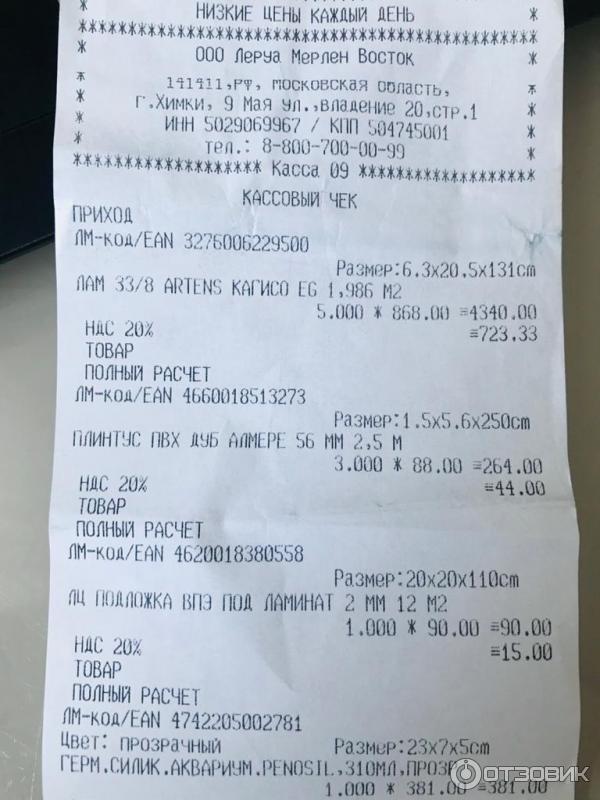 НИЗКИЕ ЦЕНЫ КАЖДЫЙ ДЕНЬ
*****************************************
ООО Леруа Мерлен Восток
141411,РФ, Московская область,
г.Химки, 9 Мая ул.,владение 20,стр.1
ИНН 5029069967 / КПП 504745001
тел.: 8-800-700-00-99
***************** Касса 09 *****************
КАССОВЫЙ ЧЕК
ПРИХОД
ЛМ-код/EAN 3276006229500
Размер:6.3x20.5x131cm
ЛАМ 33/8 ARTENS КАГИСО EG 1,986 М2
5.000 * 868.00 =4340.00
НДС 20% =723.33
ТОВАР
ПОЛНЫЙ РАСЧЕТ
ЛМ-код/EAN 4660018513273
Размер:1.5x5.6x250cm
ПЛИНТУС ПВХ ДУБ АЛМЕРЕ 56 ММ 2,5 М
3.000 * 88.00 =264.00
НДС 20% =44.00
ТОВАР
ПОЛНЫЙ РАСЧЕТ
ЛМ-код/EAN 4620018380558
Размер:20x20x110cm
ЛЦ ПОДЛОЖКА ВПЭ ПОД ЛАМИНАТ 2 ММ 12 М2
1.000 * 90.00 =90.00
НДС 20% =15.00
ТОВАР
ПОЛНЫЙ РАСЧЕТ
ЛМ-код/EAN 4742205002781
Цвет: прозрачный Размер:23x7x5cm
ГЕРМ.СИЛИК.АКВАРИУМ.PENOSIL,310МЛ,ПРОЗР
1.000 * 381.00 =381.00
ОТЗОВИК